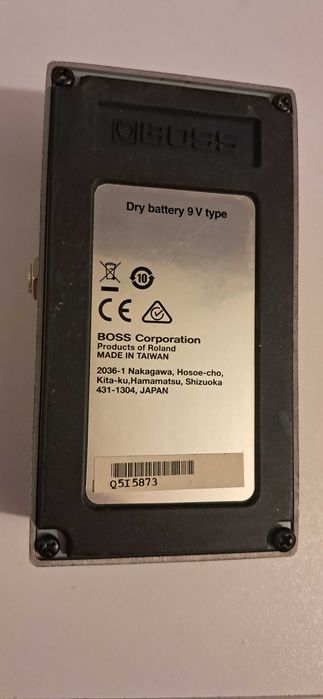 BOSS
Dry battery 9 V type
10
CE
BOSS Corporation
Products of Roland
MADE IN TAIWAN
2036-1 Nakagawa, Hosoe-cho,
Kita-ku,Hamamatsu, Shizuoka
431-1304, JAPAN
Q5I5873